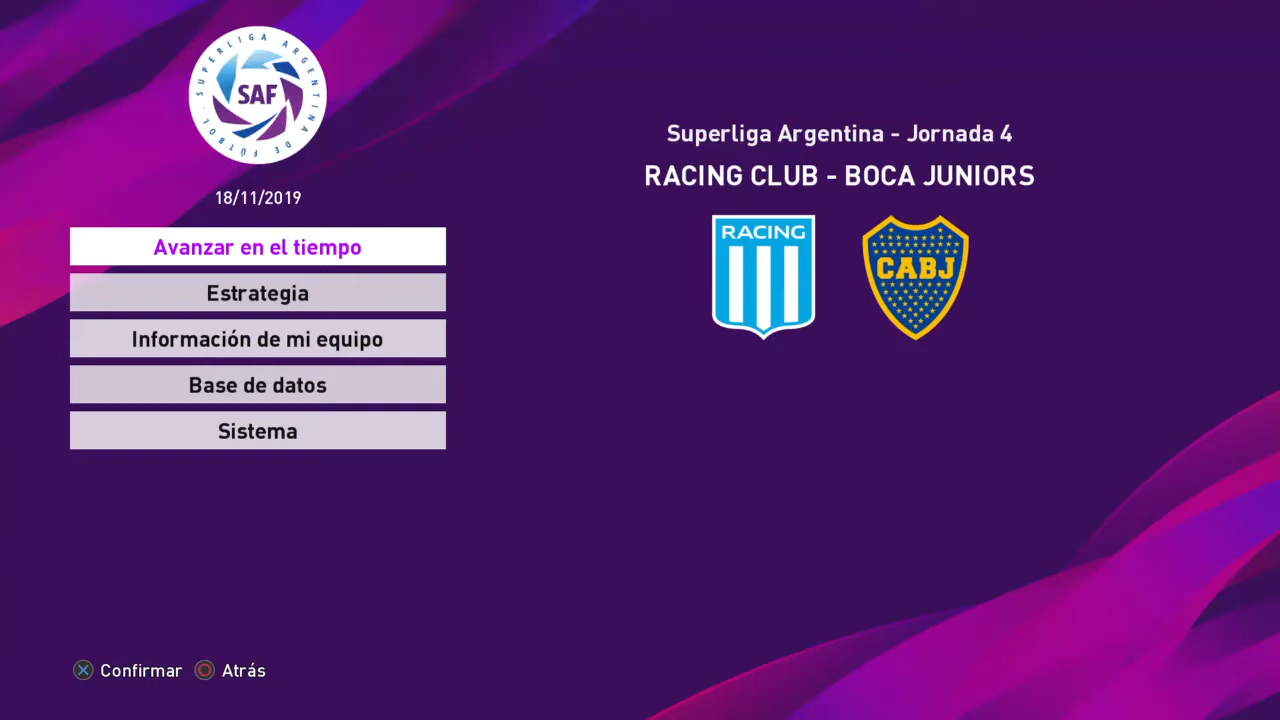 SUPERLIGA ARGENTINA DE FÚTBOL
SAF
18/11/2019
Avanzar en el tiempo
Estrategia
Información de mi equipo
Base de datos
Sistema
Superliga Argentina - Jornada 4
RACING CLUB - BOCA JUNIORS
RACING
CABJ
Confirmar
Atrás